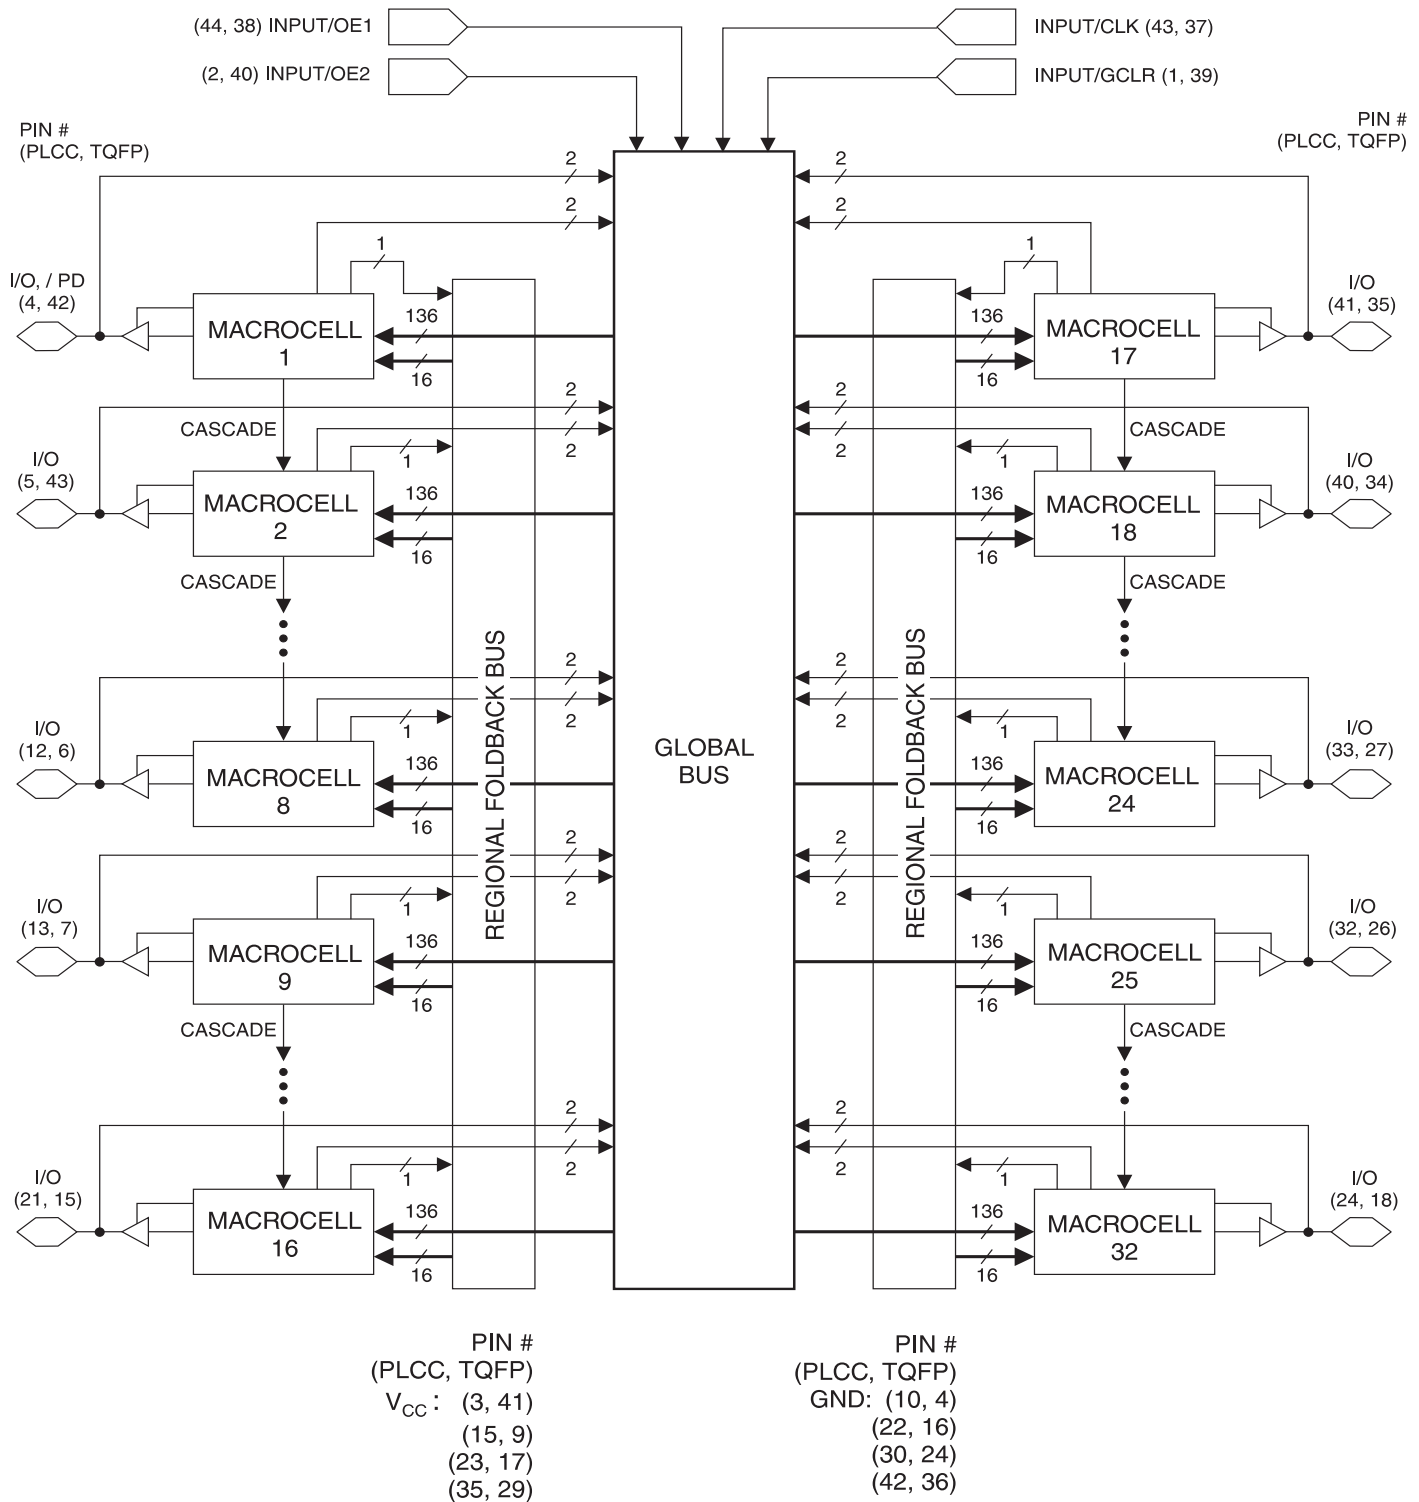 (44, 38) INPUT/OE1
INPUT/CLK (43, 37)
(2, 40) INPUT/OE2
INPUT/GCLR (1, 39)
PIN #
(PLCC, TQFP)
PIN #
(PLCC, TQFP)
2
2
2
2
1
1
I/O, / PD
(4, 42)
MACROCELL
1
136
16
136
16
MACROCELL
17
I/O
(41, 35)
2
2
CASCADE
CASCADE
1
2
2
1
I/O
(5, 43)
MACROCELL
2
136
16
136
16
MACROCELL
18
I/O
(40, 34)
CASCADE
CASCADE
REGIONAL FOLDBACK BUS
GLOBAL
BUS
REGIONAL FOLDBACK BUS
2
2
1
2
2
1
I/O
(12, 6)
MACROCELL
8
136
16
136
16
MACROCELL
24
I/O
(33, 27)
2
2
1
2
2
1
I/O
(13, 7)
MACROCELL
9
136
16
136
16
MACROCELL
25
I/O
(32, 26)
CASCADE
CASCADE
2
2
1
2
2
1
I/O
(21, 15)
MACROCELL
16
136
16
136
16
MACROCELL
32
I/O
(24, 18)
PIN #
(PLCC, TQFP)
VCC : (3, 41)
(15, 9)
(23, 17)
(35, 29)
PIN #
(PLCC, TQFP)
GND: (10, 4)
(22, 16)
(30, 24)
(42, 36)